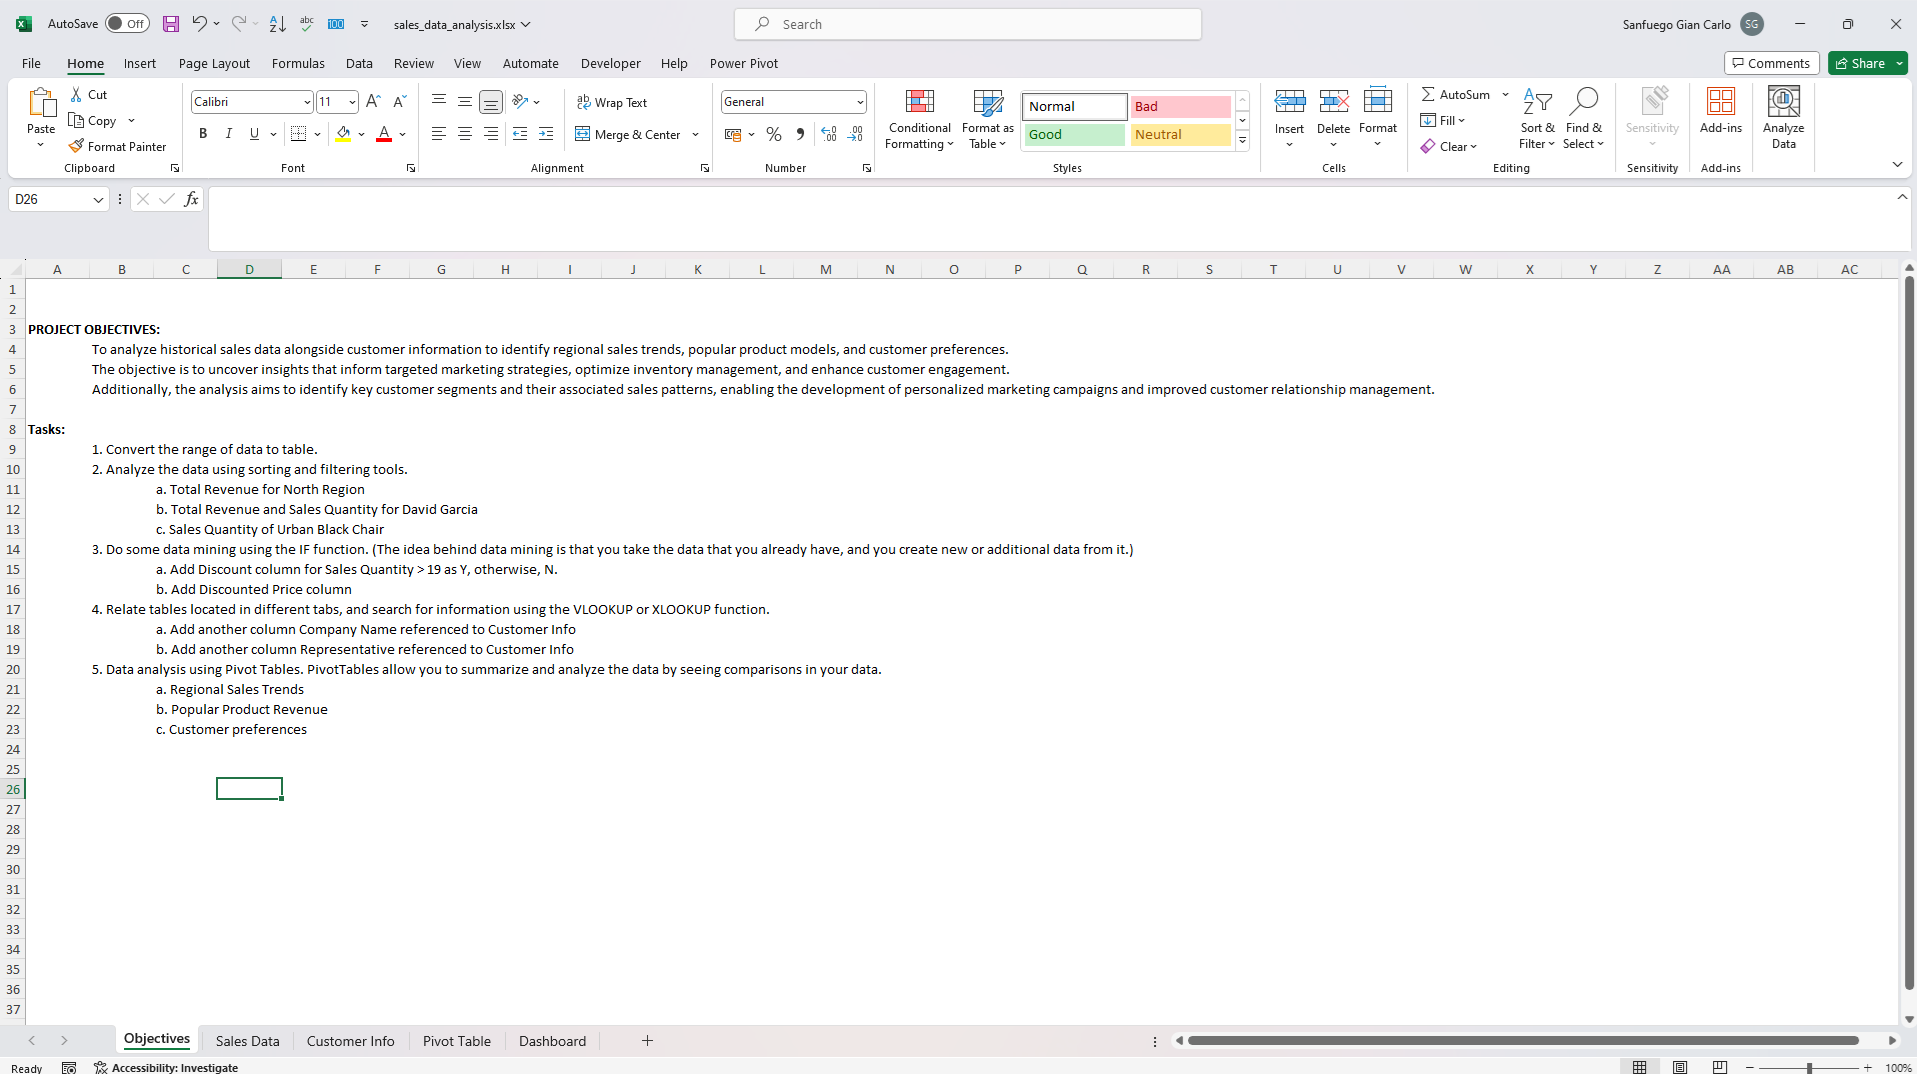 AutoSave Off abc 100 sales_data_analysis.xlsx Search Sanfuego Gian Carlo SG
File Home Insert Page Layout Formulas Data Review View Automate Developer Help Power Pivot Comments Share
Paste
Cut
Copy
Format Painter
Clipboard
Calibri 11
B I U
Font
Wrap Text
Merge & Center
Alignment
General
Number
Conditional
Formatting
Format as
Table
Normal Bad
Good Neutral
Styles
Insert Delete Format
Cells
AutoSum
Fill
Clear
Sort &
Filter
Find &
Select
Editing
Sensitivity
Sensitivity
Add-ins
Add-ins
Analyze
Data
D26 fx
A B C D E F G H I J K L M N O P Q R S T U V W X Y Z AA AB AC
1
2
3 PROJECT OBJECTIVES:
4 To analyze historical sales data alongside customer information to identify regional sales trends, popular product models, and customer preferences.
5 The objective is to uncover insights that inform targeted marketing strategies, optimize inventory management, and enhance customer engagement.
6 Additionally, the analysis aims to identify key customer segments and their associated sales patterns, enabling the development of personalized marketing campaigns and improved customer relationship management.
7
8 Tasks:
9 1. Convert the range of data to table.
10 2. Analyze the data using sorting and filtering tools.
11 a. Total Revenue for North Region
12 b. Total Revenue and Sales Quantity for David Garcia
13 c. Sales Quantity of Urban Black Chair
14 3. Do some data mining using the IF function. (The idea behind data mining is that you take the data that you already have, and you create new or additional data from it.)
15 a. Add Discount column for Sales Quantity > 19 as Y, otherwise, N.
16 b. Add Discounted Price column
17 4. Relate tables located in different tabs, and search for information using the VLOOKUP or XLOOKUP function.
18 a. Add another column Company Name referenced to Customer Info
19 b. Add another column Representative referenced to Customer Info
20 5. Data analysis using Pivot Tables. PivotTables allow you to summarize and analyze the data by seeing comparisons in your data.
21 a. Regional Sales Trends
22 b. Popular Product Revenue
23 c. Customer preferences
24
25
26
27
28
29
30
31
32
33
34
35
36
37
Objectives Sales Data Customer Info Pivot Table Dashboard
Ready Accessibility: Investigate 100%